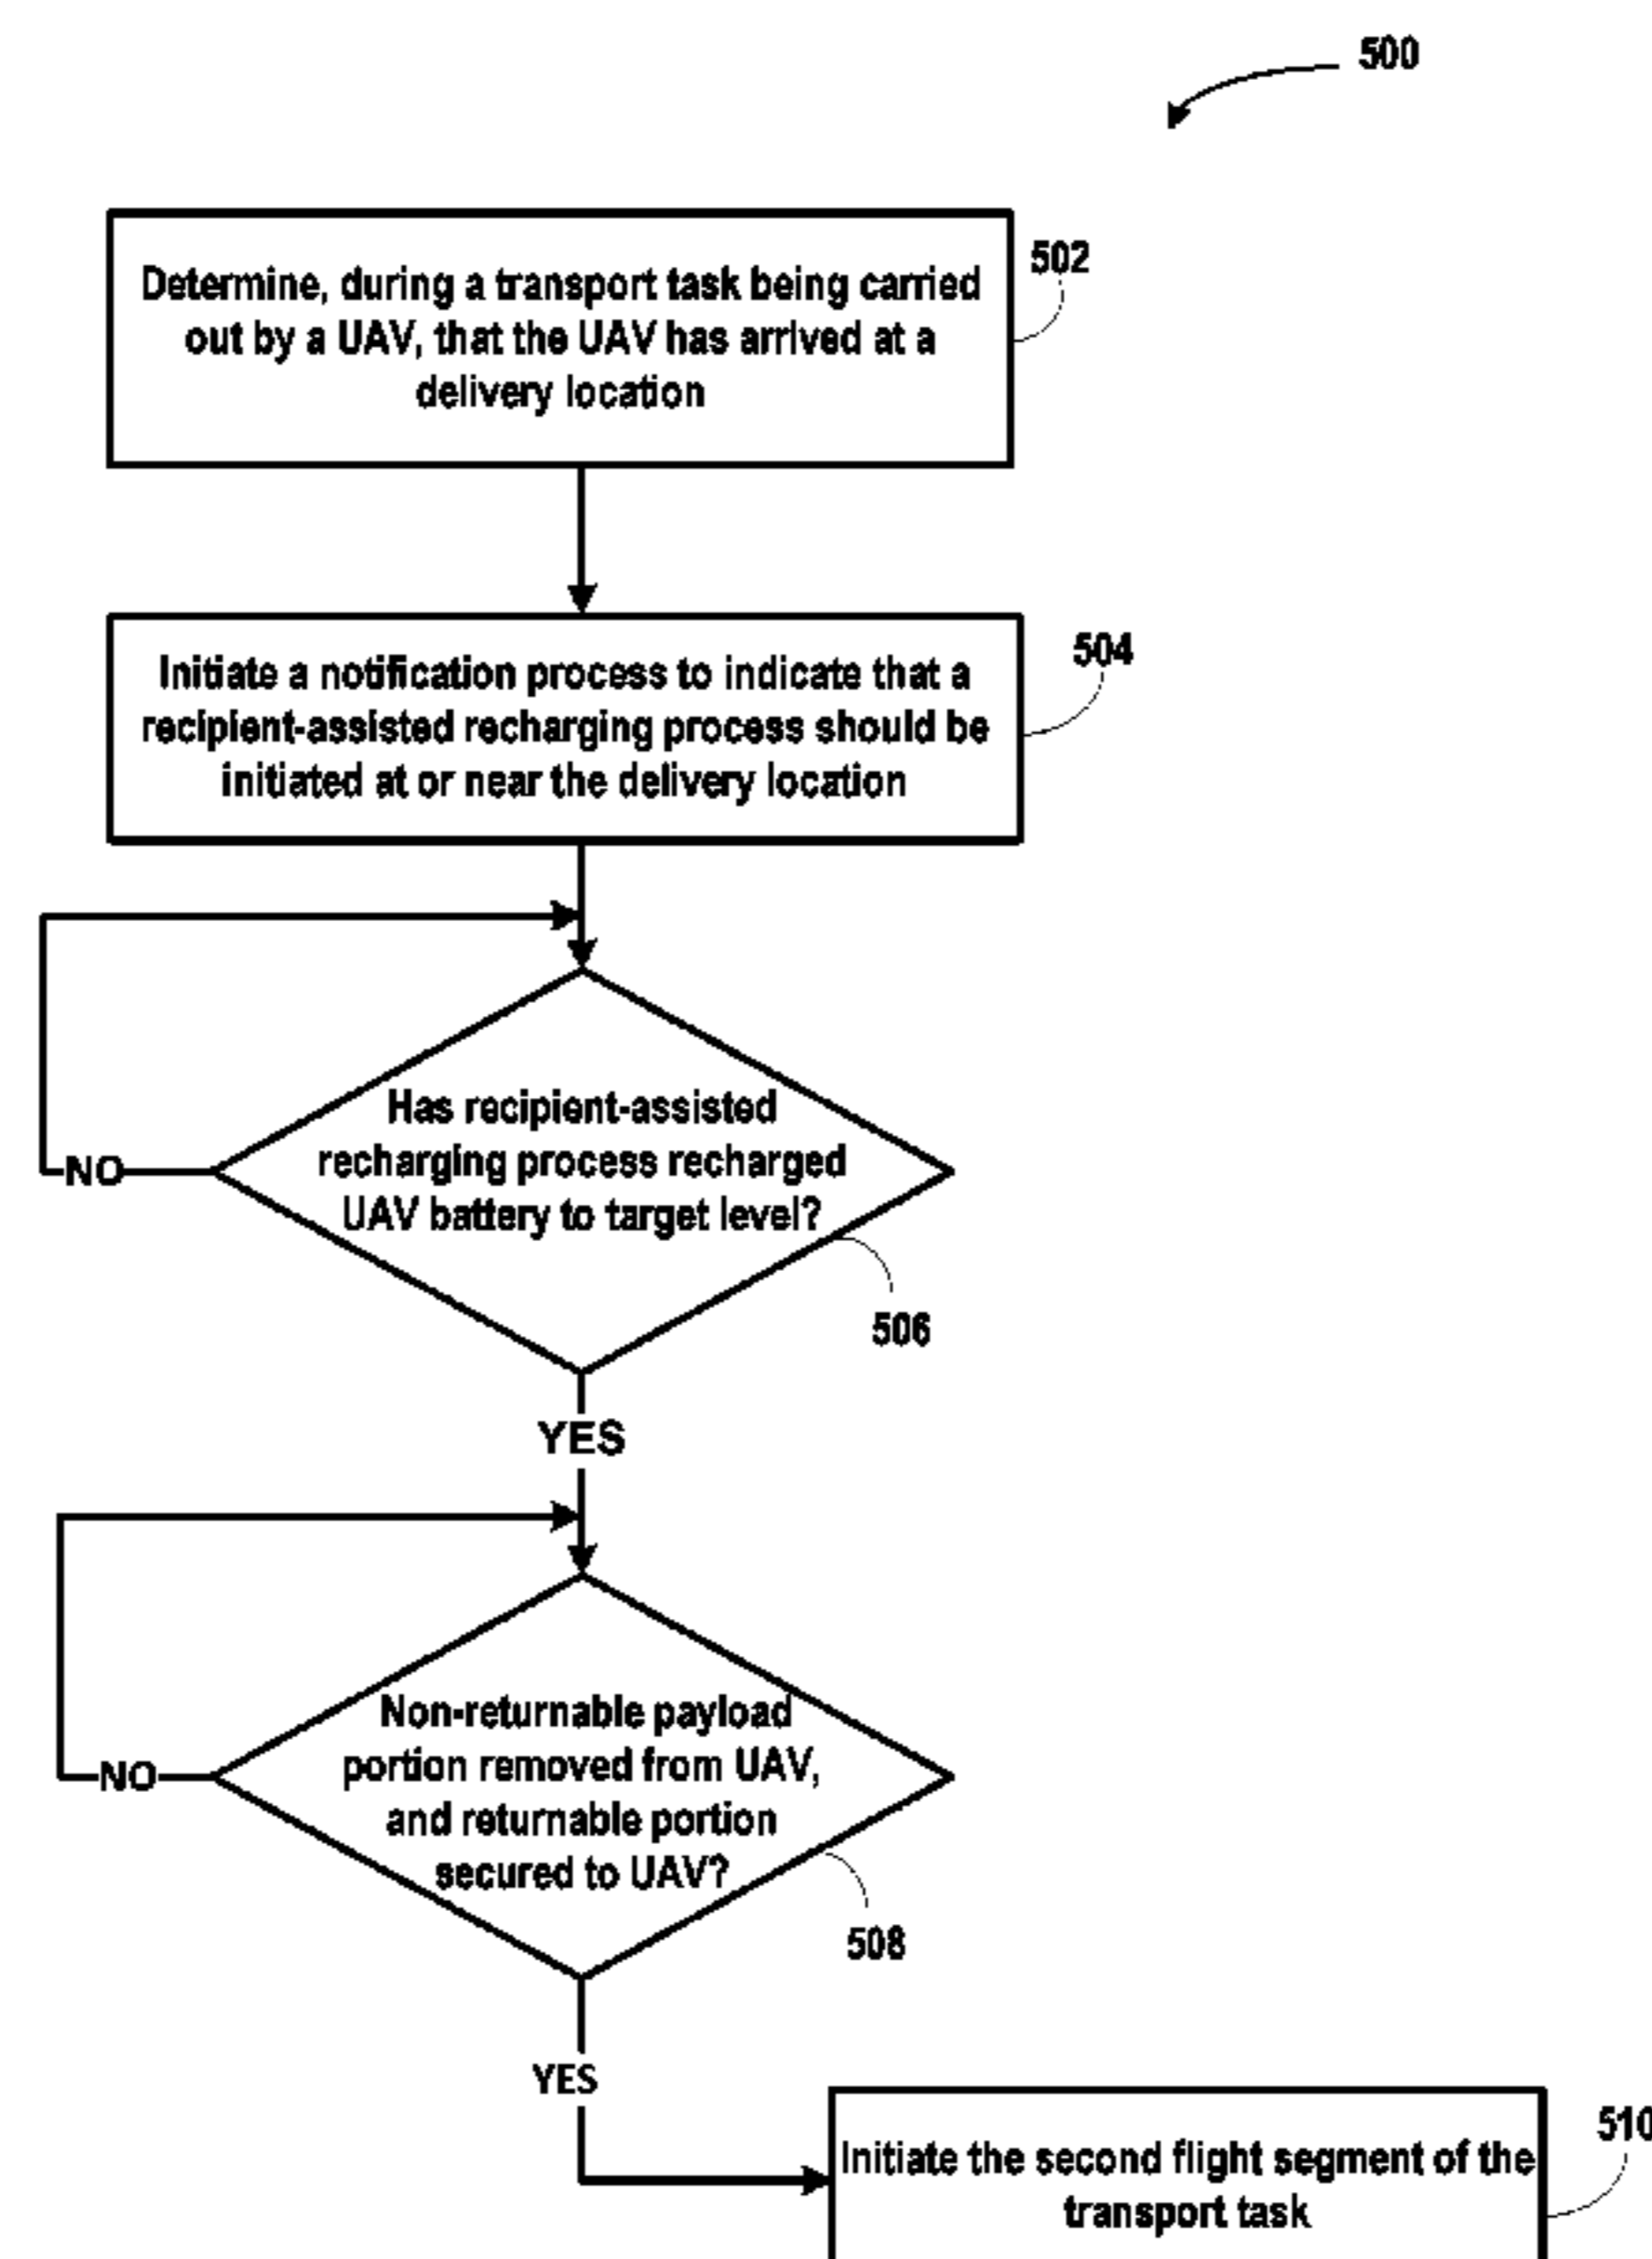 500
Determine, during a transport task being carried
out by a UAV, that the UAV has arrived at a
delivery location
502
Initiate a notification process to indicate that a
recipient-assisted recharging process should be
initiated at or near the delivery location
504
Has recipient-assisted
recharging process recharged
UAV battery to target level?
NO
506
YES
Non-returnable payload
portion removed from UAV,
and returnable portion
secured to UAV?
NO
508
YES
Initiate the second flight segment of the
transport task
510